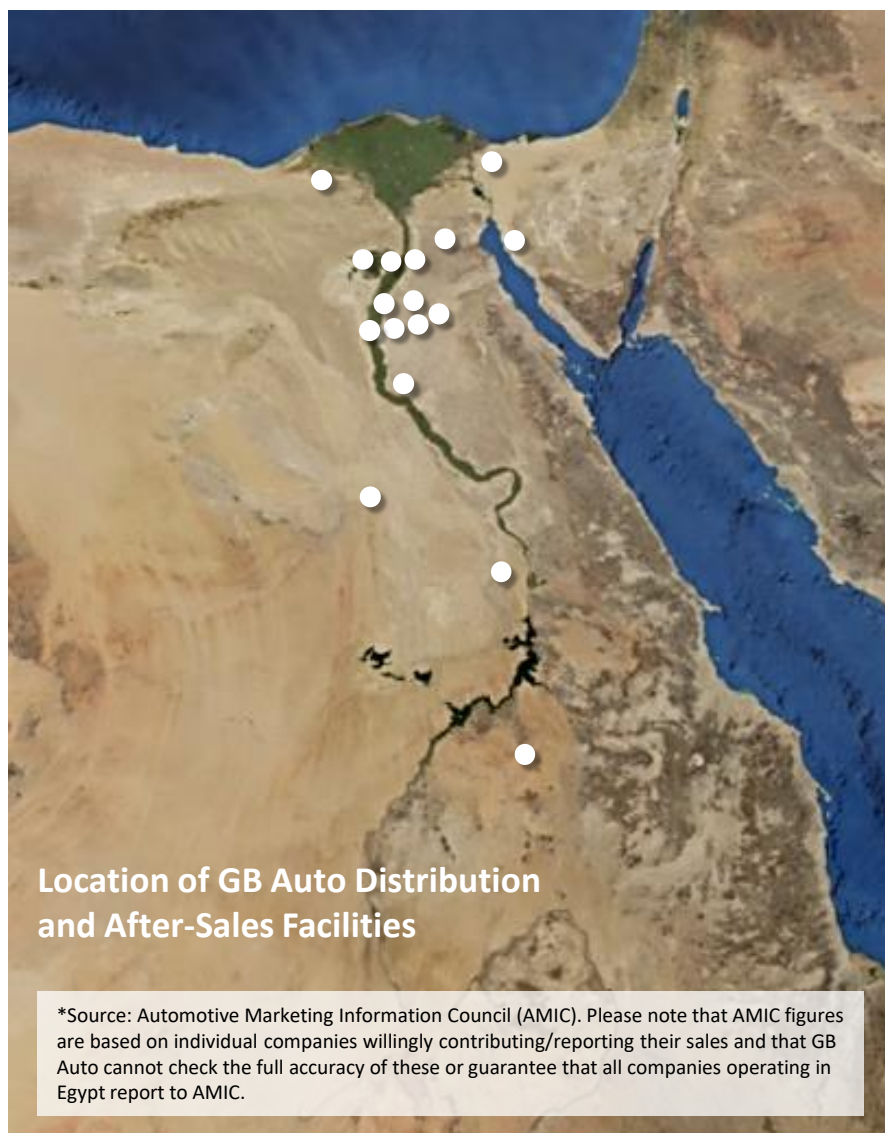 Location of GB Auto Distribution
and After-Sales Facilities
*Source: Automotive Marketing Information Council (AMIC). Please note that AMIC figures
are based on individual companies willingly contributing/reporting their sales and that GB
Auto cannot check the full accuracy of these or guarantee that all companies operating in
Egypt report to AMIC.